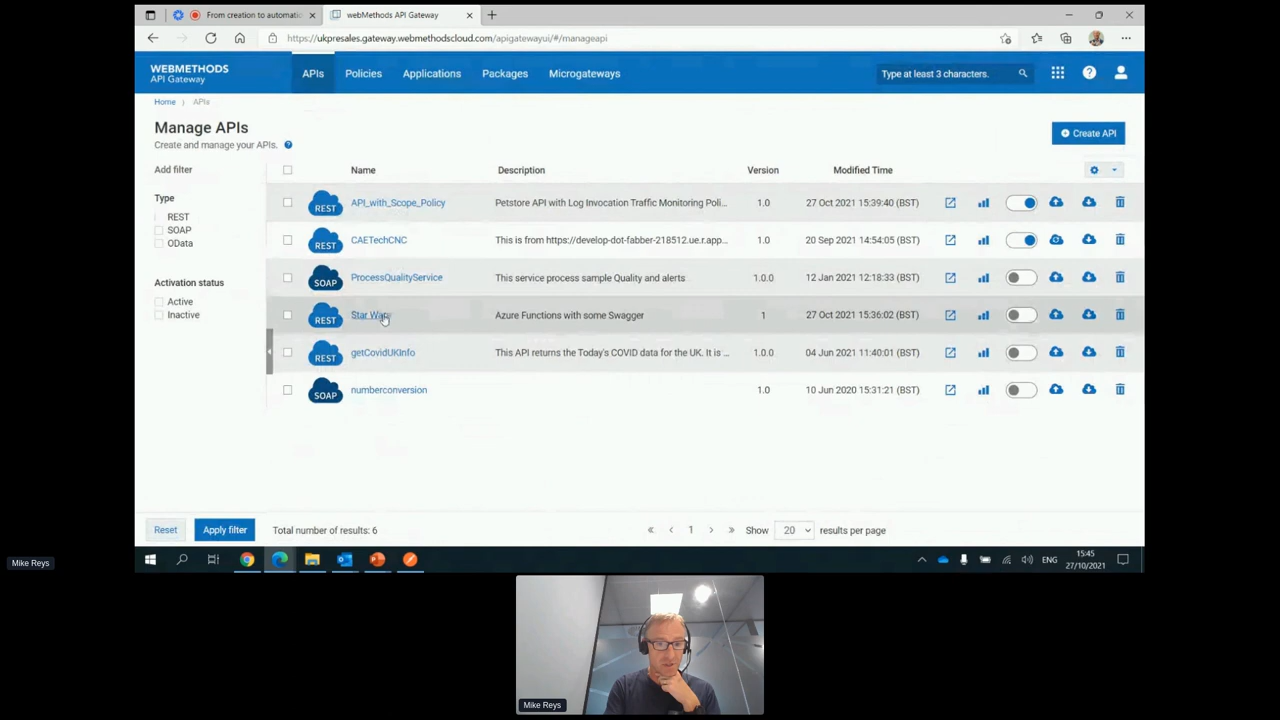 From creation to automati
webMethods API Gateway
https://ukpresales.gateway.webmethodscloud.com/apigatewayui/#/manageapi
WEBMETHODS
API Gateway
APIs
Policies
Applications
Packages
Microgateways
Type at least 3 characters.
Home
APIs
Manage APIs
Create and manage your APIs.
Create API
Add filter
Name
Description
Version
Modified Time
Type
REST
SOAP
OData
Activation status
Active
Inactive
REST API_with_Scope_Policy Petstore API with Log Invocation Traffic Monitoring Poli... 1.0 27 Oct 2021 15:39:40 (BST)
REST CAETechCNC This is from https://develop-dot-fabber-218512.ue.r.app... 1.0 20 Sep 2021 14:54:05 (BST)
SOAP ProcessQualityService This service process sample Quality and alerts 1.0.0 12 Jan 2021 12:18:33 (BST)
REST Star Wars Azure Functions with some Swagger 1 27 Oct 2021 15:36:02 (BST)
REST getCovidUKInfo This API returns the Today's COVID data for the UK. It is ... 1.0.0 04 Jun 2021 11:40:01 (BST)
SOAP numberconversion 1.0 10 Jun 2020 15:31:21 (BST)
Reset
Apply filter
Total number of results: 6
« ‹ 1 › »
Show 20 results per page
ENG
15:45
27/10/2021
Mike Reys
Mike Reys